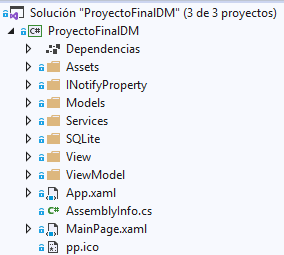 Solución "ProyectoFinalDM" (3 de 3 proyectos)
ProyectoFinalDM
Dependencias
Assets
INotifyProperty
Models
Services
SQLite
View
ViewModel
App.xaml
C# AssemblyInfo.cs
MainPage.xaml
pp.ico